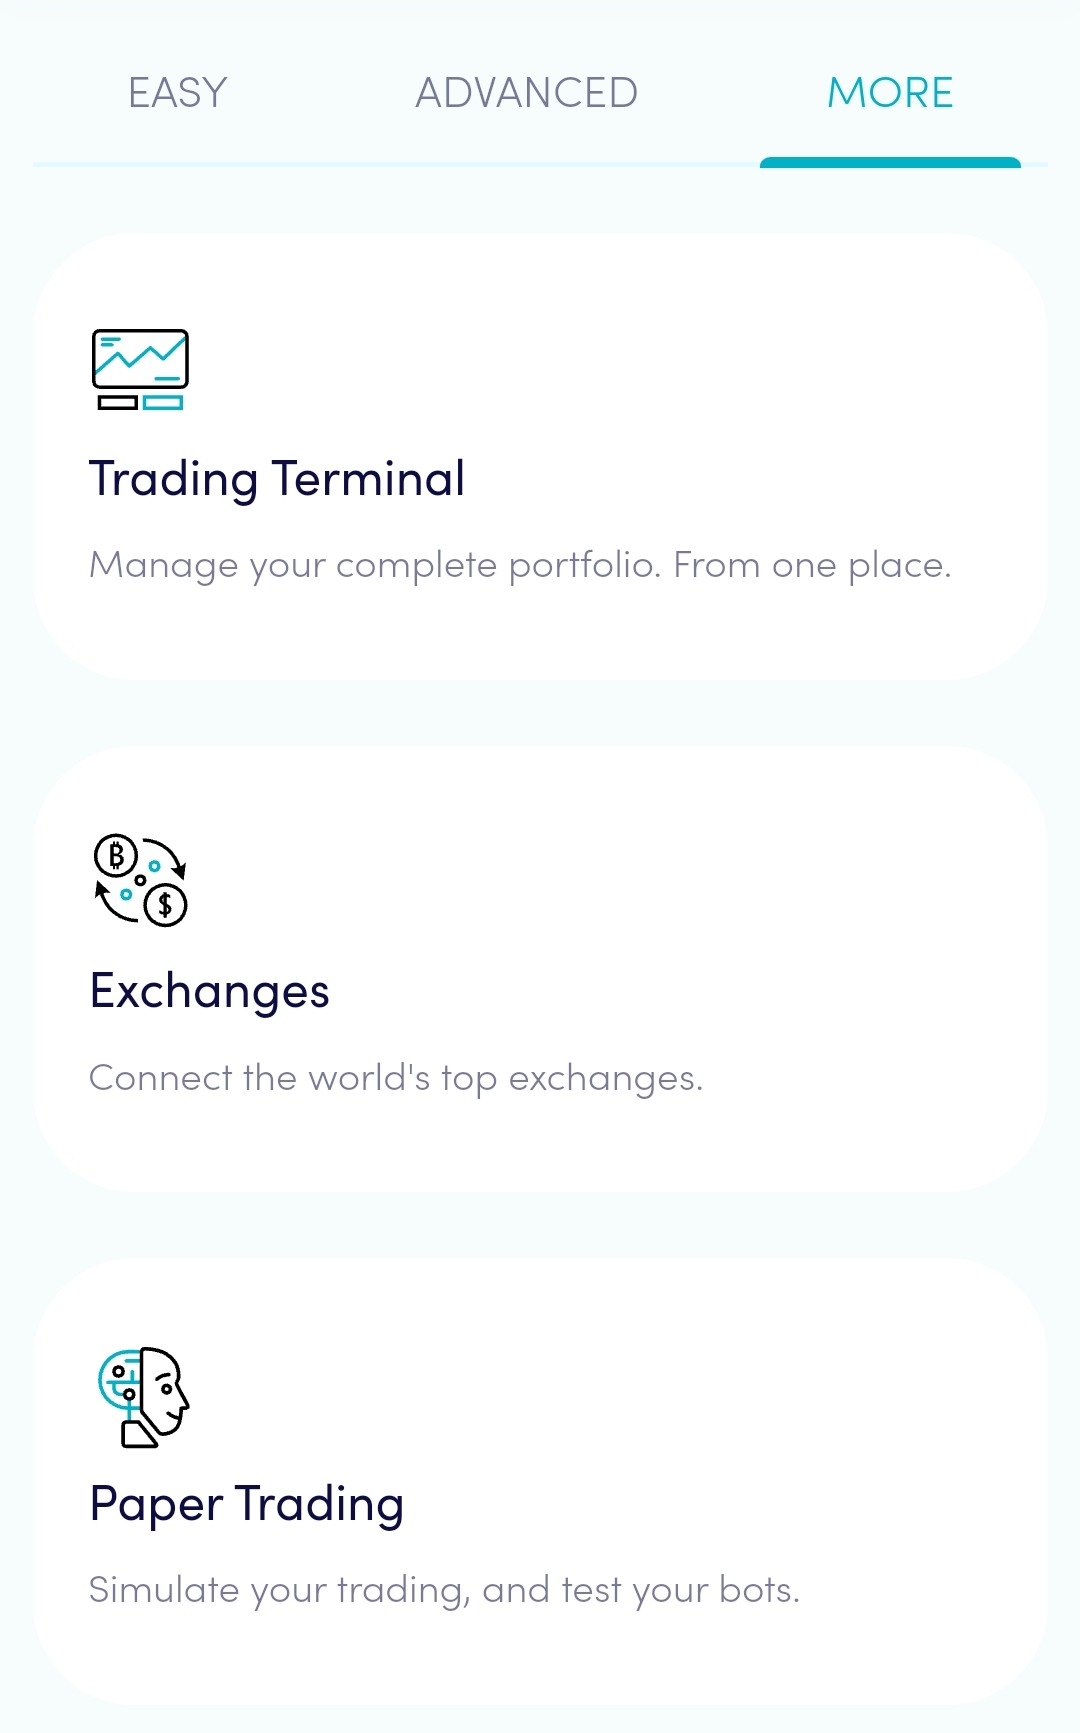 EASY ADVANCED MORE
Trading Terminal
Manage your complete portfolio. From one place.
₿
$
Exchanges
Connect the world's top exchanges.
Paper Trading
Simulate your trading, and test your bots.